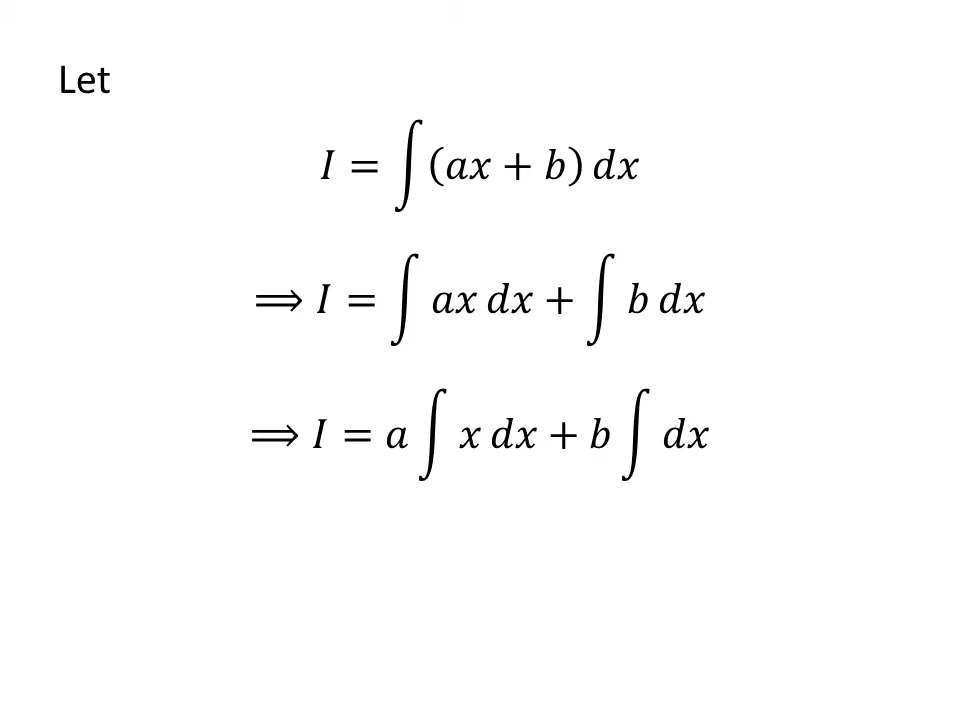 Let
𝐼 = ∫(𝑎𝑥 + 𝑏) 𝑑𝑥
⟹ 𝐼 = ∫ 𝑎𝑥 𝑑𝑥 + ∫ 𝑏 𝑑𝑥
⟹ 𝐼 = 𝑎 ∫ 𝑥 𝑑𝑥 + 𝑏 ∫ 𝑑𝑥